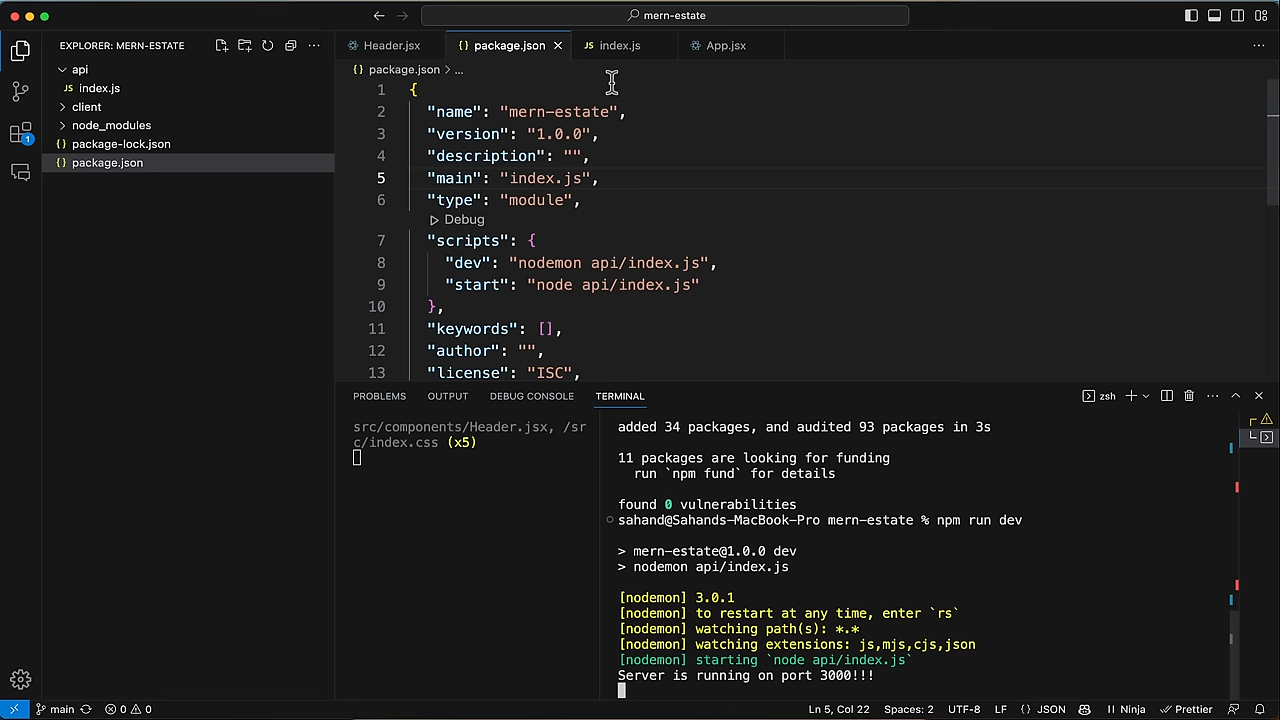 mern-estate
EXPLORER: MERN-ESTATE
api
JS index.js
client
node_modules
{} package-lock.json
{} package.json
1
Header.jsx
{} package.json
JS index.js
App.jsx
{} package.json > ...
1 {
2 "name": "mern-estate",
3 "version": "1.0.0",
4 "description": "",
5 "main": "index.js",
6 "type": "module",
Debug
7 "scripts": {
8 "dev": "nodemon api/index.js",
9 "start": "node api/index.js"
10 },
11 "keywords": [],
12 "author": "",
13 "license": "ISC",
PROBLEMS OUTPUT DEBUG CONSOLE TERMINAL
zsh
src/components/Header.jsx, /sr
c/index.css (x5)
added 34 packages, and audited 93 packages in 3s
11 packages are looking for funding
run `npm fund` for details
found 0 vulnerabilities
sahand@Sahands-MacBook-Pro mern-estate % npm run dev
> mern-estate@1.0.0 dev
> nodemon api/index.js
[nodemon] 3.0.1
[nodemon] to restart at any time, enter `rs`
[nodemon] watching path(s): *.*
[nodemon] watching extensions: js,mjs,cjs,json
[nodemon] starting `node api/index.js`
Server is running on port 3000!!!
main 0 0 Ln 5, Col 22 Spaces: 2 UTF-8 LF {} JSON Ninja Prettier